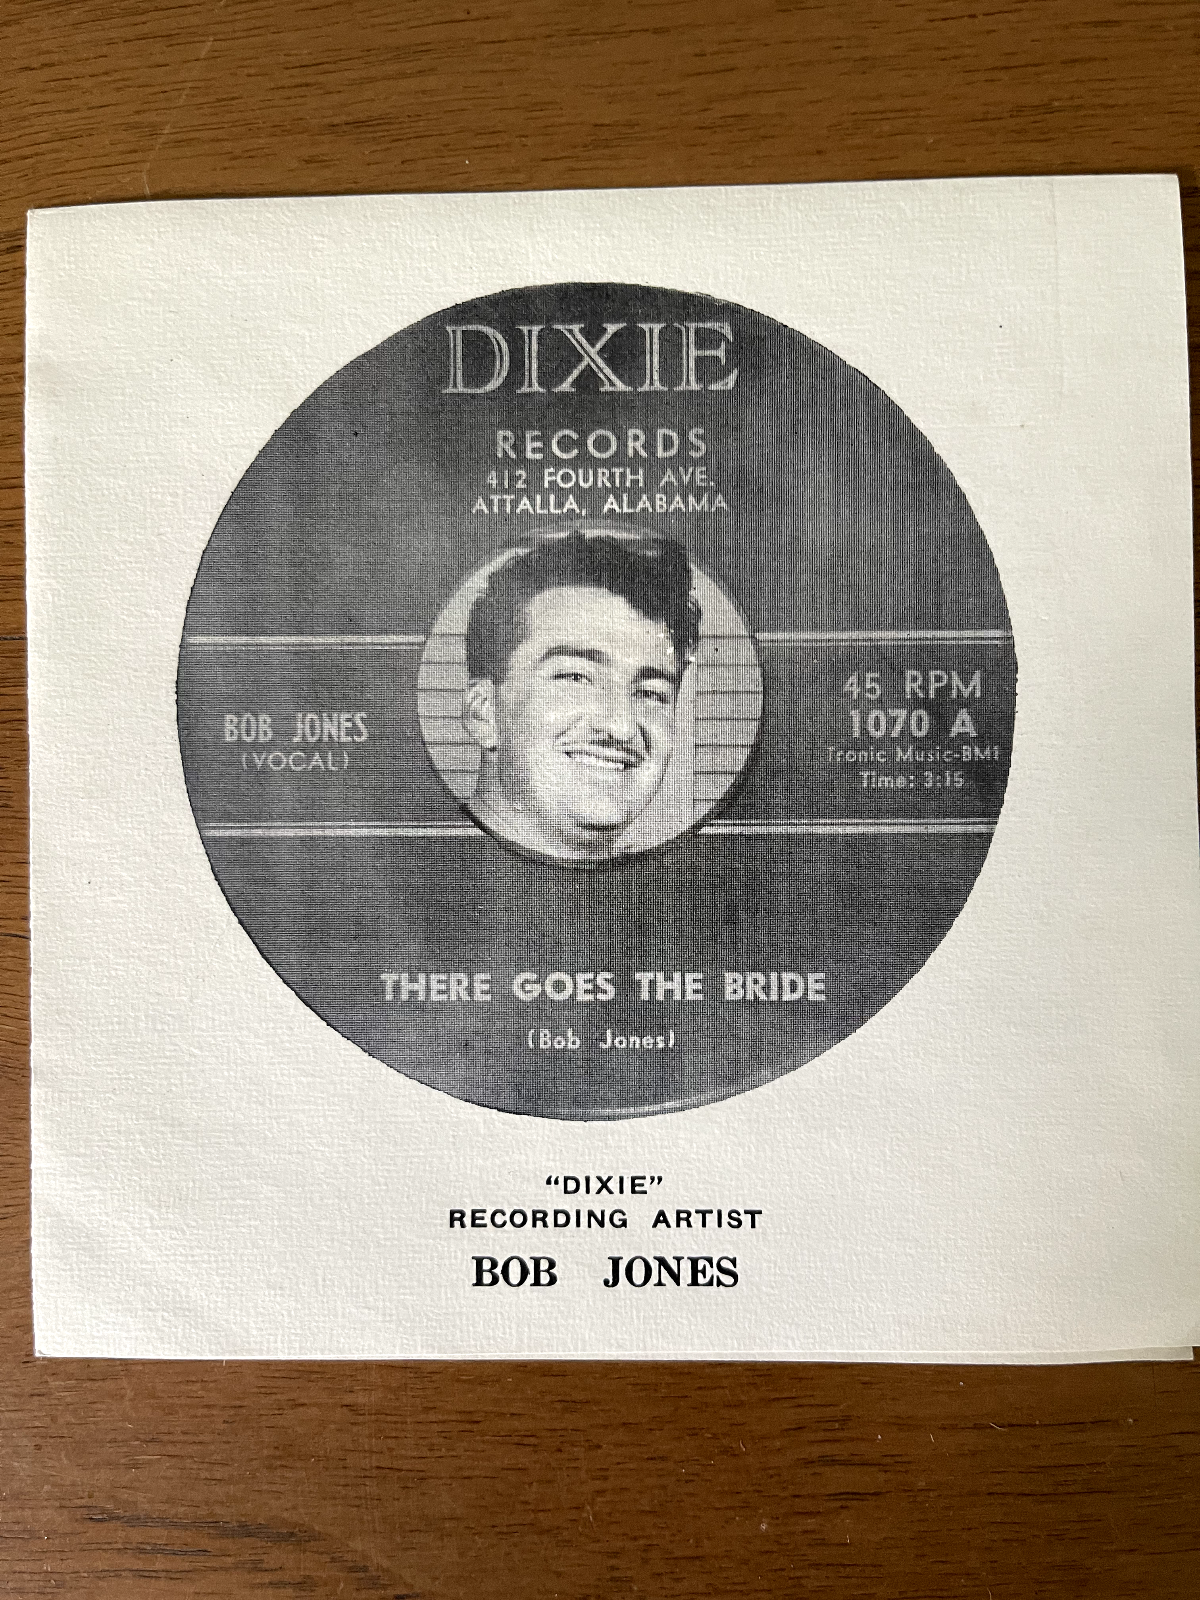 DIXIE
RECORDS
412 FOURTH AVE.
ATTALLA, ALABAMA
BOB JONES
(VOCAL)
45 RPM
1070 A
Tronic Music-BMI
Time: 3:15
THERE GOES THE BRIDE
(Bob Jones)
“DIXIE”
RECORDING ARTIST
BOB JONES